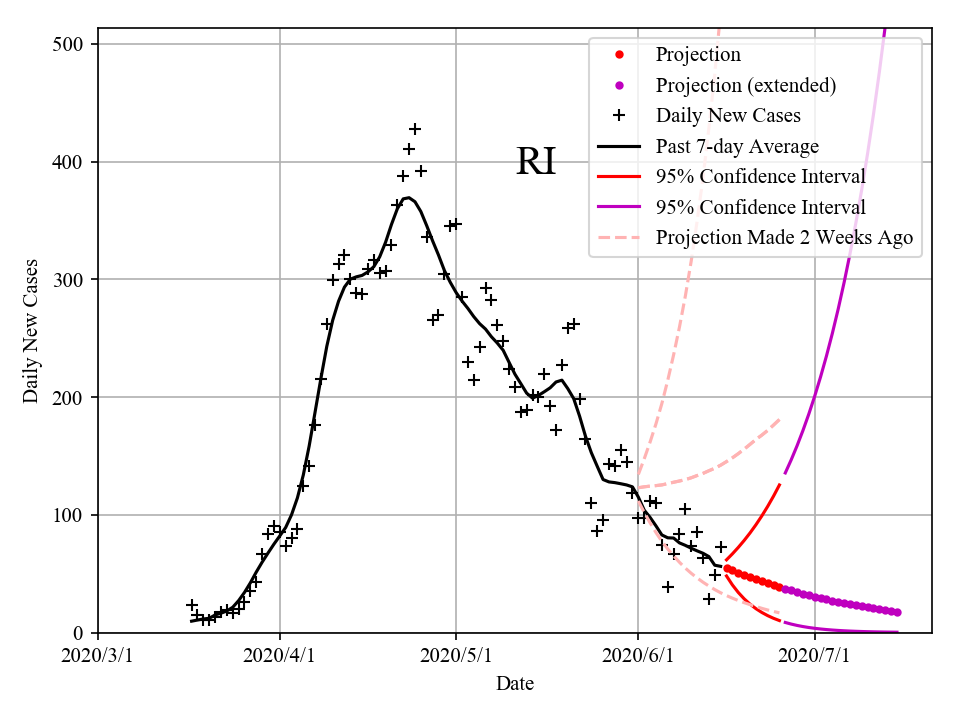 500
400
300
200
100
0
Daily New Cases
RI
Projection
Projection (extended)
Daily New Cases
Past 7-day Average
95% Confidence Interval
95% Confidence Interval
Projection Made 2 Weeks Ago
2020/3/1
2020/4/1
2020/5/1
2020/6/1
2020/7/1
Date